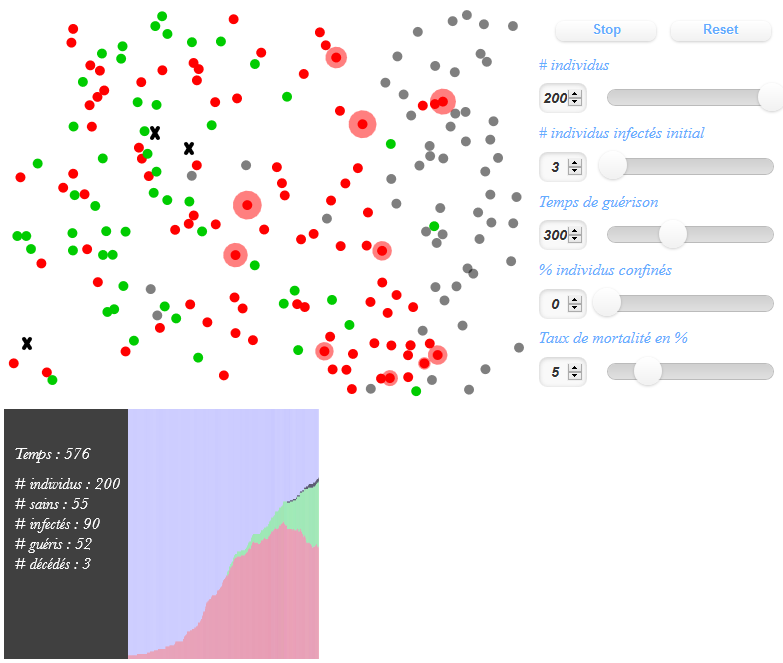 Stop Reset
# individus
200
# individus infectés initial
3
Temps de guérison
300
% individus confinés
0
Taux de mortalité en %
5
Temps : 576
# individus : 200
# sains : 55
# infectés : 90
# guéris : 52
# décédés : 3